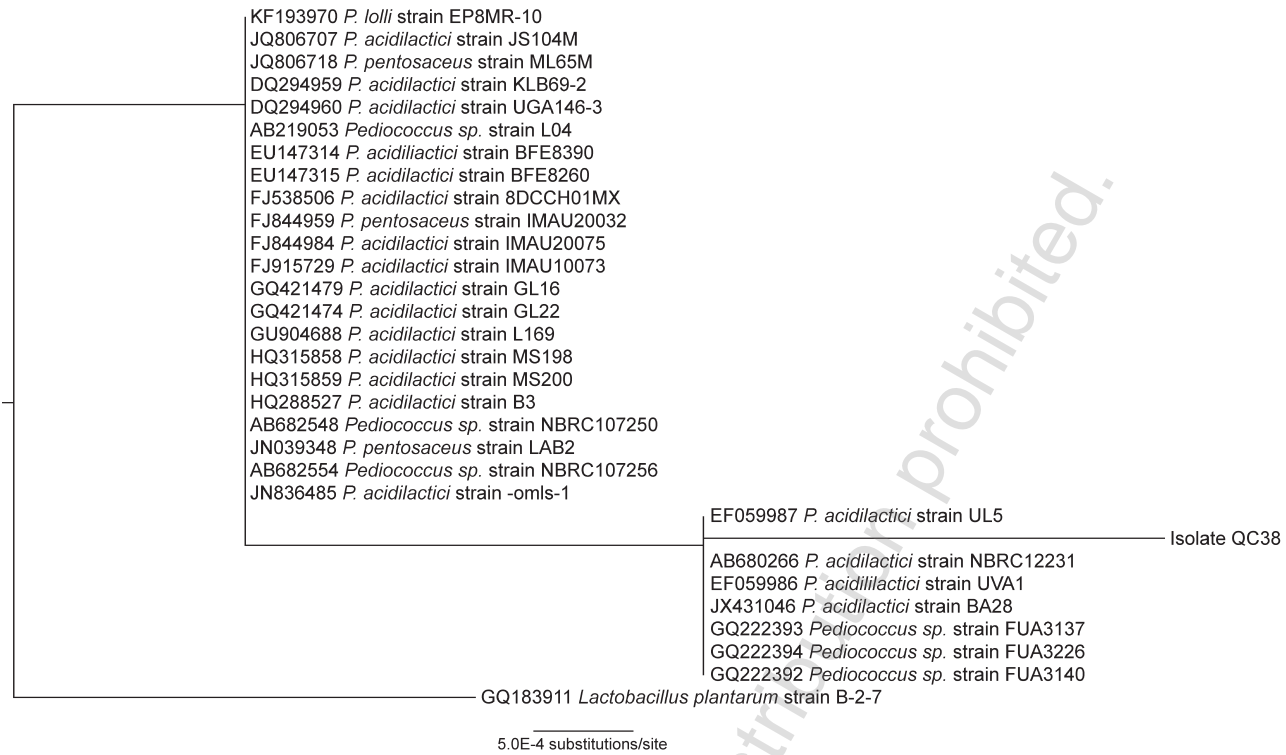 KF193970 P. lolli strain EP8MR-10
JQ806707 P. acidilactici strain JS104M
JQ806718 P. pentosaceus strain ML65M
DQ294959 P. acidilactici strain KLB69-2
DQ294960 P. acidilactici strain UGA146-3
AB219053 Pediococcus sp. strain L04
EU147314 P. acidiliactici strain BFE8390
EU147315 P. acidilactici strain BFE8260
FJ538506 P. acidilactici strain 8DCCH01MX
FJ844959 P. pentosaceus strain IMAU20032
FJ844984 P. acidilactici strain IMAU20075
FJ915729 P. acidilactici strain IMAU10073
GQ421479 P. acidilactici strain GL16
GQ421474 P. acidilactici strain GL22
GU904688 P. acidilactici strain L169
HQ315858 P. acidilactici strain MS198
HQ315859 P. acidilactici strain MS200
HQ288527 P. acidilactici strain B3
AB682548 Pediococcus sp. strain NBRC107250
JN039348 P. pentosaceus strain LAB2
AB682554 Pediococcus sp. strain NBRC107256
JN836485 P. acidilactici strain -omls-1
EF059987 P. acidilactici strain UL5
Isolate QC38
AB680266 P. acidilactici strain NBRC12231
EF059986 P. acidililactici strain UVA1
JX431046 P. acidilactici strain BA28
GQ222393 Pediococcus sp. strain FUA3137
GQ222394 Pediococcus sp. strain FUA3226
GQ222392 Pediococcus sp. strain FUA3140
GQ183911 Lactobacillus plantarum strain B-2-7
5.0E-4 substitutions/site
prohibited.